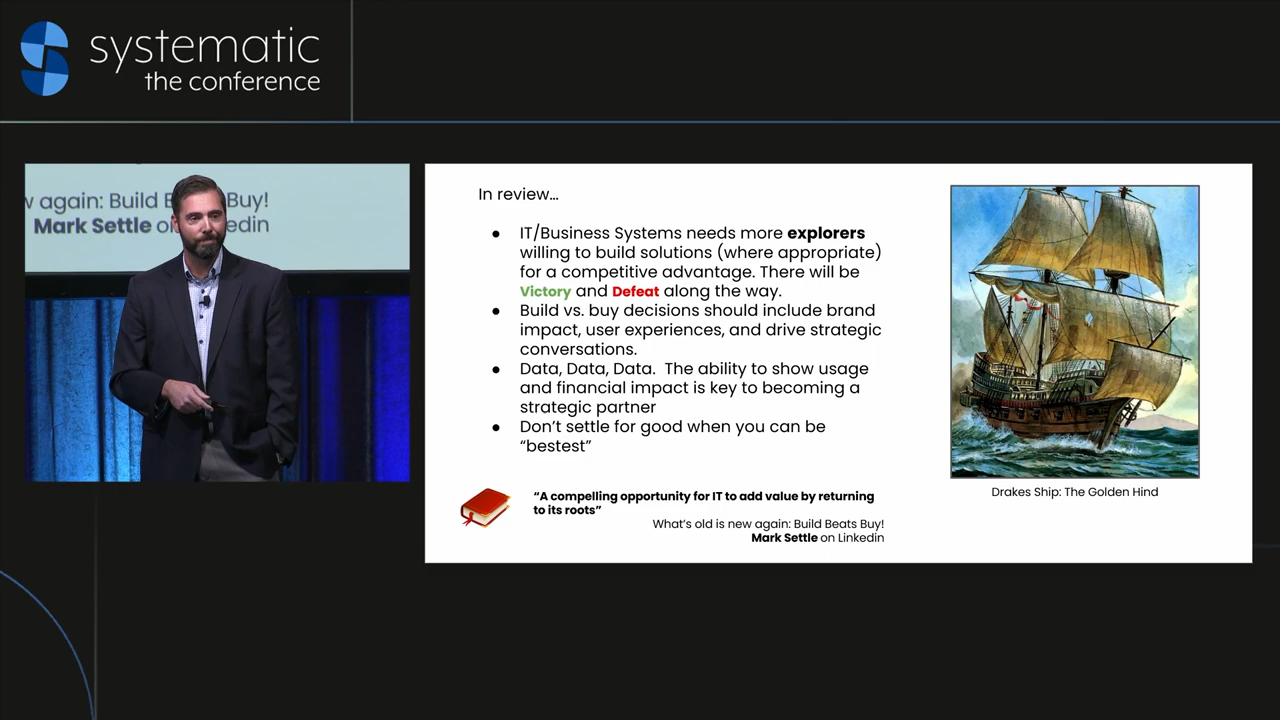 systematic
the conference
w again: Build Buy!
Mark Settle
edin
In review…
● IT/Business Systems needs more explorers
willing to build solutions (where appropriate)
for a competitive advantage. There will be
Victory and Defeat along the way.
● Build vs. buy decisions should include brand
impact, user experiences, and drive strategic
conversations.
● Data, Data, Data. The ability to show usage
and financial impact is key to becoming a
strategic partner
● Don’t settle for good when you can be
“bestest”
“A compelling opportunity for IT to add value by returning
to its roots”
What’s old is new again: Build Beats Buy!
Mark Settle on Linkedin
Drakes Ship: The Golden Hind